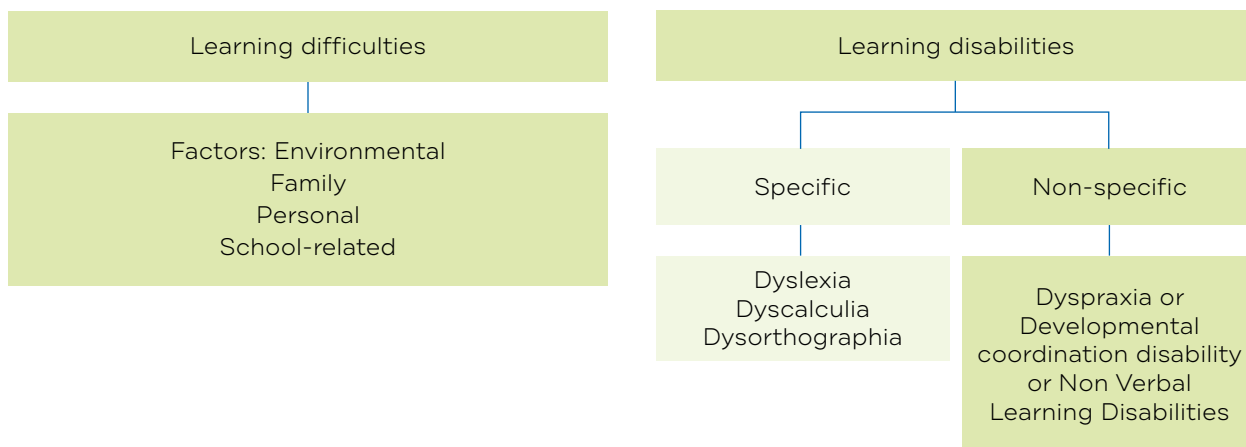 Learning difficulties
Factors: Environmental
Family
Personal
School-related
Learning disabilities
Specific
Non-specific
Dyslexia
Dyscalculia
Dysorthographia
Dyspraxia or
Developmental
coordination disability
or Non Verbal
Learning Disabilities